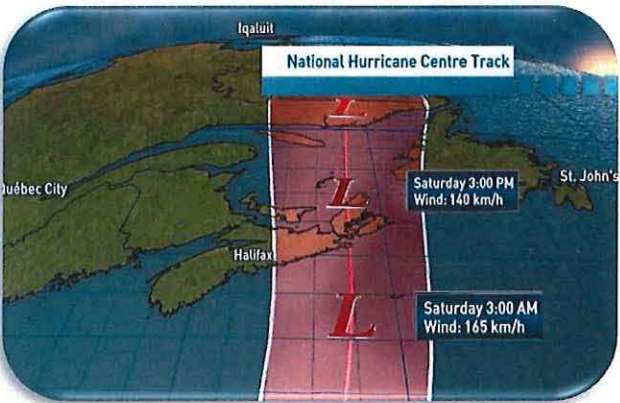 Iqaluit
National Hurricane Centre Track
L
Québec City
L
Saturday 3:00 PM
Wind: 140 km/h
St. John's
Halifax
L
Saturday 3:00 AM
Wind: 165 km/h